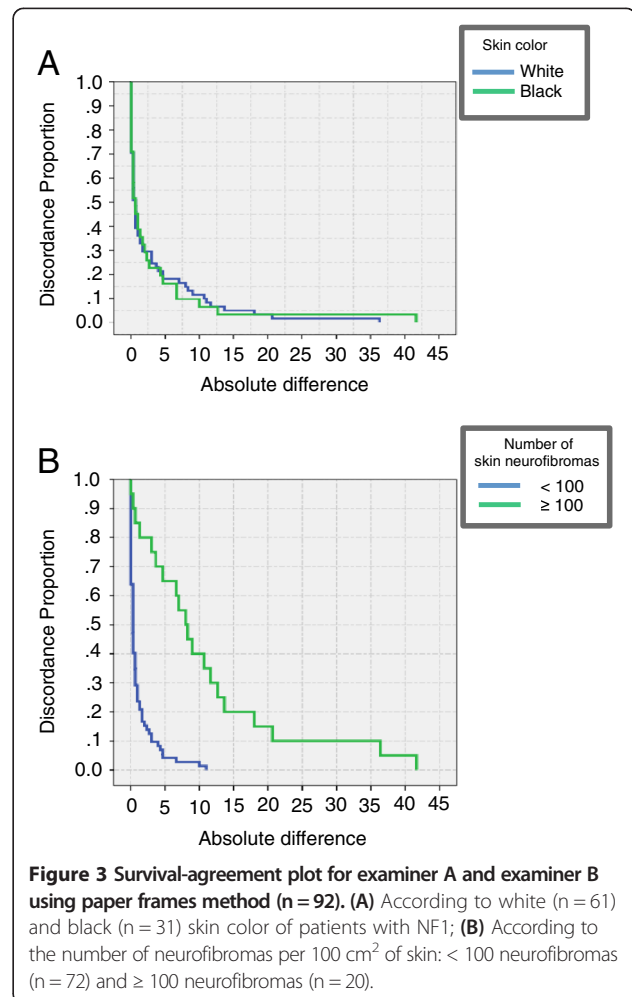 A
Skin color
White
Black
Discordance Proportion
1.0
.9
.8
.7
.6
.5
.4
.3
.2
.1
0.0
0 5 10 15 20 25 30 35 40 45
Absolute difference
B
Number of
skin neurofibromas
< 100
≥ 100
Discordance Proportion
1.0
.9
.8
.7
.6
.5
.4
.3
.2
.1
0.0
0 5 10 15 20 25 30 35 40 45
Absolute difference
Figure 3 Survival-agreement plot for examiner A and examiner B
using paper frames method (n = 92). (A) According to white (n = 61)
and black (n = 31) skin color of patients with NF1; (B) According to
the number of neurofibromas per 100 cm² of skin: < 100 neurofibromas
(n = 72) and ≥ 100 neurofibromas (n = 20).